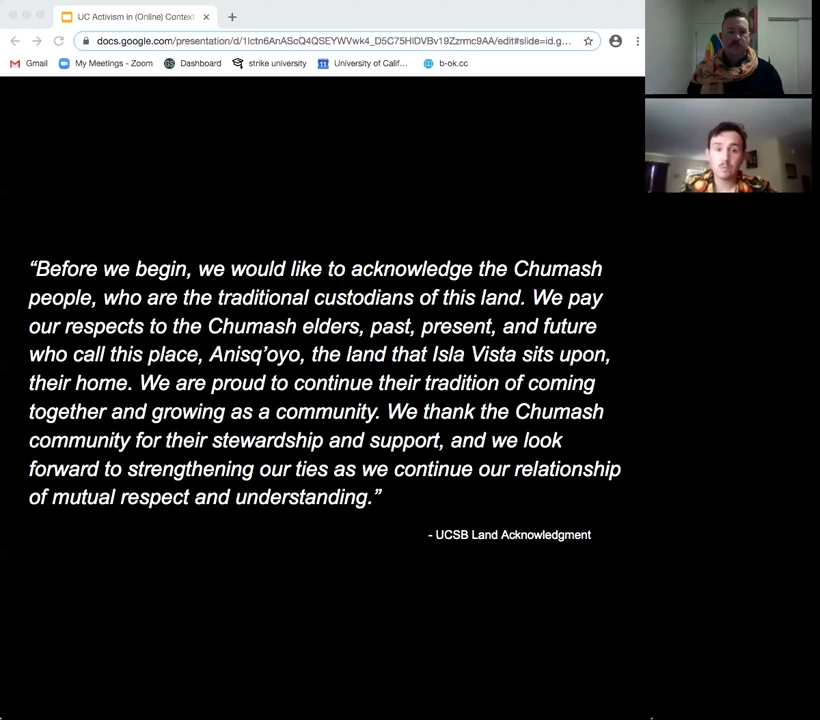 UC Activism in (Online) Context
docs.google.com/presentation/d/1lctn6AnAScQ4QSEYWVwk4_D5C75HlDVBv19Zzrmc9AA/edit#slide=id.g...
Gmail My Meetings - Zoom Dashboard strike university University of Calif... b-ok.cc
“Before we begin, we would like to acknowledge the Chumash
people, who are the traditional custodians of this land. We pay
our respects to the Chumash elders, past, present, and future
who call this place, Anisq’oyo, the land that Isla Vista sits upon,
their home. We are proud to continue their tradition of coming
together and growing as a community. We thank the Chumash
community for their stewardship and support, and we look
forward to strengthening our ties as we continue our relationship
of mutual respect and understanding.”
- UCSB Land Acknowledgment